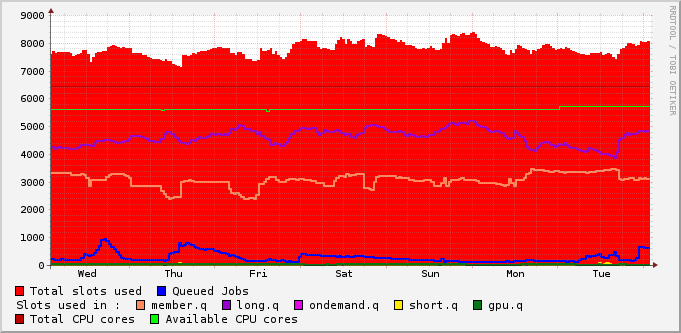 9000
8000
7000
6000
5000
4000
3000
2000
1000
0
Wed Thu Fri Sat Sun Mon Tue
RRDTOOL / TOBI OETIKER
Total slots used Queued Jobs
Slots used in : member.q long.q ondemand.q short.q gpu.q
Total CPU cores Available CPU cores